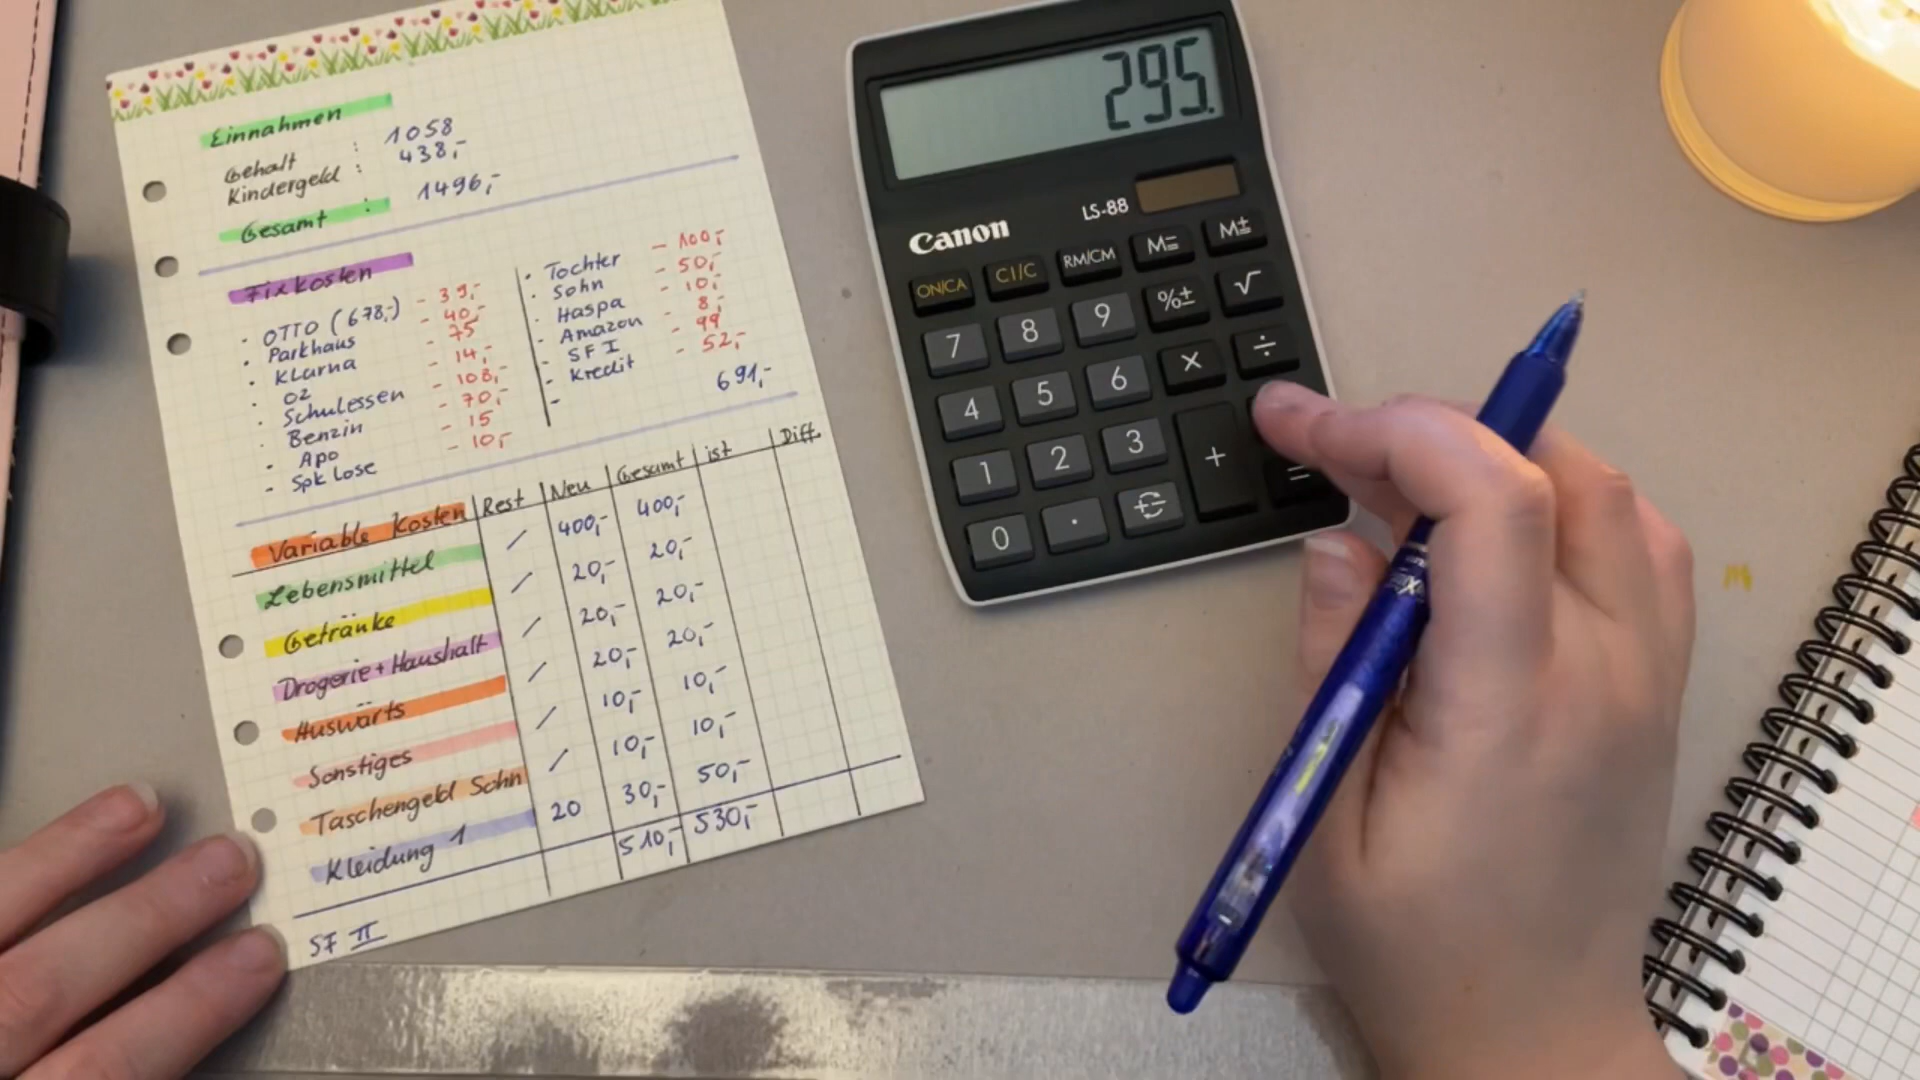 Einnahmen
Gehalt : 1058
Kindergeld : 438,-
Gesamt : 1496,-
Fixkosten
· OTTO (678,-) - 39,-
· Parkhaus - 40,-
· Klarna - 75
· O2 - 14,-
· Schulessen - 108,-
· Benzin - 70,-
· Apo - 15
- Spk Lose - 10,-
· Tochter - 100,-
· Sohn - 50,-
· Haspa - 10,-
- Amazon - 8,-
- SFI - 99
- Kredit - 52,-
-
691,-
Variable Kosten Rest Neu Gesamt ist Diff
Lebensmittel / 400,- 400,-
Getränke / 20,- 20,-
Drogerie + Haushalt / 20,- 20,-
Auswärts / 20,- 20,-
Sonstiges / 10,- 10,-
Taschengeld Sohn / 10,- 10,-
Kleidung 1 20 30,- 50,-
510,- 530,-
SF II
295.
Canon LS-88
ON/CA CI/C RM/CM M= M±
7 8 9 %± √
4 5 6 × ÷
1 2 3 + =
0 ·